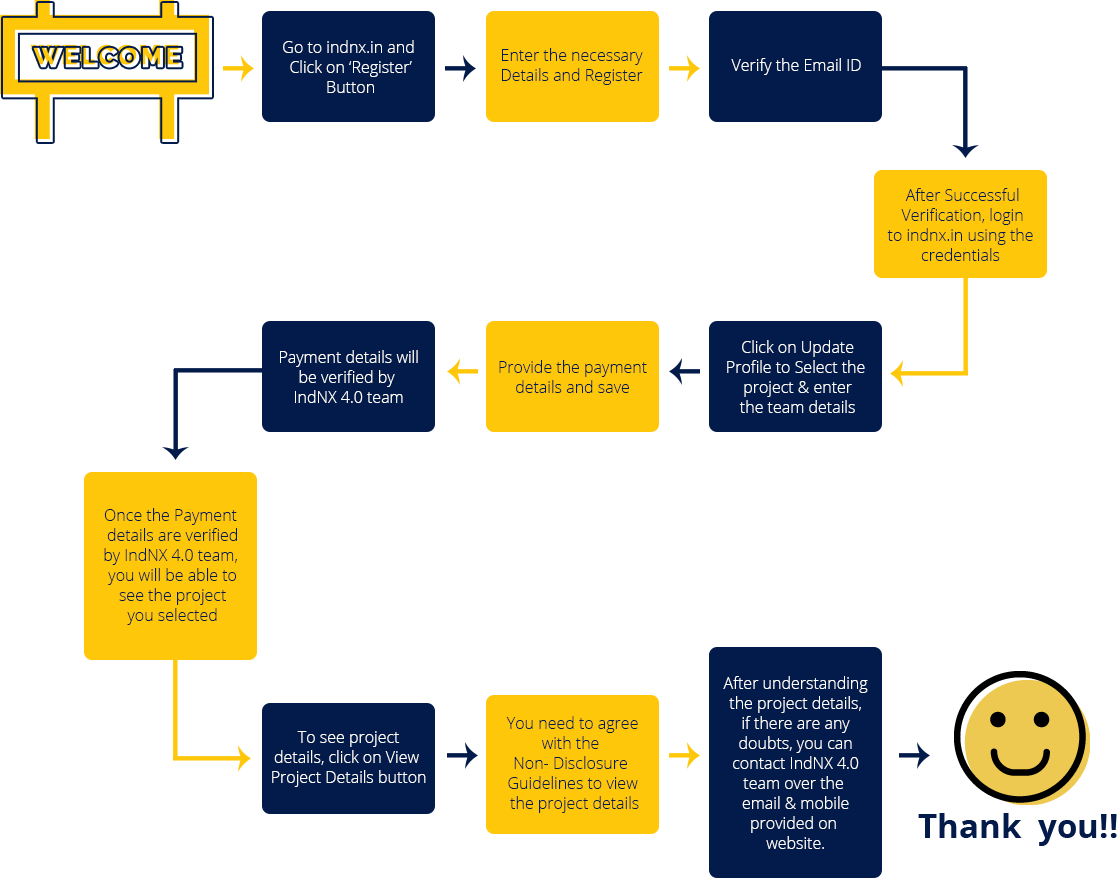 WELCOME
Go to indnx.in and
Click on ‘Register’
Button
Enter the necessary
Details and Register
Verify the Email ID
After Successful
Verification, login
to indnx.in using the
credentials
Click on Update
Profile to Select the
project & enter
the team details
Provide the payment
details and save
Payment details will
be verified by
IndNX 4.0 team
Once the Payment
details are verified
by IndNX 4.0 team,
you will be able to
see the project
you selected
To see project
details, click on View
Project Details button
You need to agree
with the
Non- Disclosure
Guidelines to view
the project details
After understanding
the project details,
if there are any
doubts, you can
contact IndNX 4.0
team over the
email & mobile
provided on
website.
Thank you!!